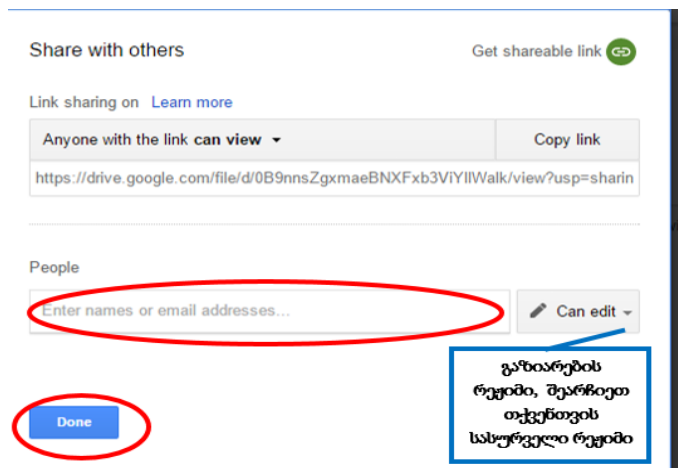 Share with others
Get shareable link
Link sharing on Learn more
Anyone with the link can view
Copy link
https://drive.google.com/file/d/0B9nnsZgxmaeBNXFxb3ViYllWalk/view?usp=sharin
People
Enter names or email addresses...
Can edit
გაზიარების
რეჟიმი, შეარჩიეთ
თქვენთვის
სასურველი რეჟიმი
Done